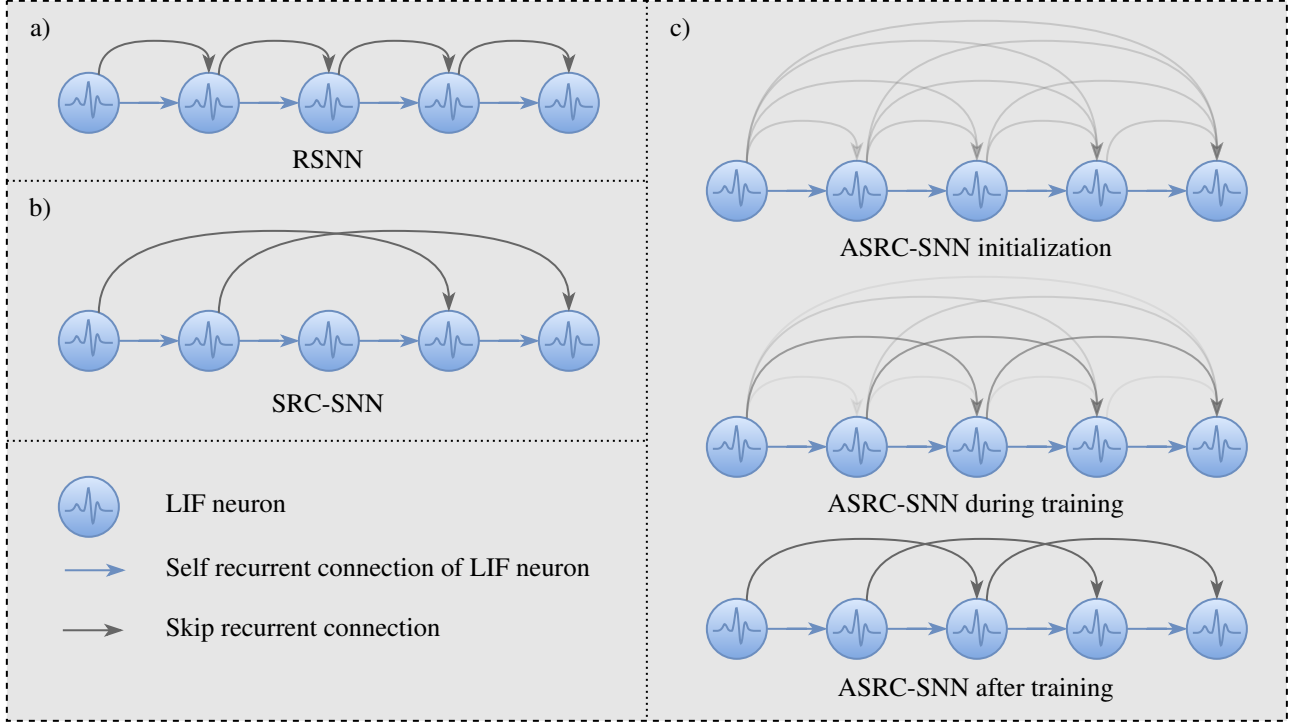 a)
RSNN
b)
SRC-SNN
LIF neuron
Self recurrent connection of LIF neuron
Skip recurrent connection
c)
ASRC-SNN initialization
ASRC-SNN during training
ASRC-SNN after training